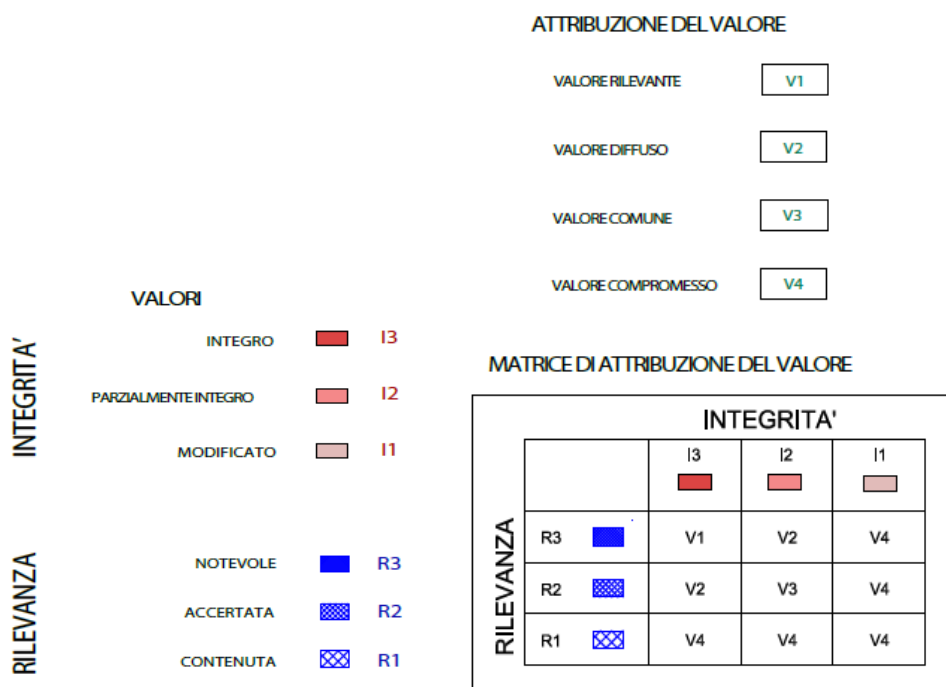 ATTRIBUZIONE DEL VALORE
VALORE RILEVANTE V1
VALORE DIFFUSO V2
VALORE COMUNE V3
VALORE COMPROMESSO V4
VALORI
INTEGRITA'
INTEGRO I3
PARZIALMENTE INTEGRO I2
MODIFICATO I1
RILEVANZA
NOTEVOLE R3
ACCERTATA R2
CONTENUTA R1
MATRICE DI ATTRIBUZIONE DEL VALORE
INTEGRITA'
I3 I2 I1
RILEVANZA
R3 V1 V2 V4
R2 V2 V3 V4
R1 V4 V4 V4